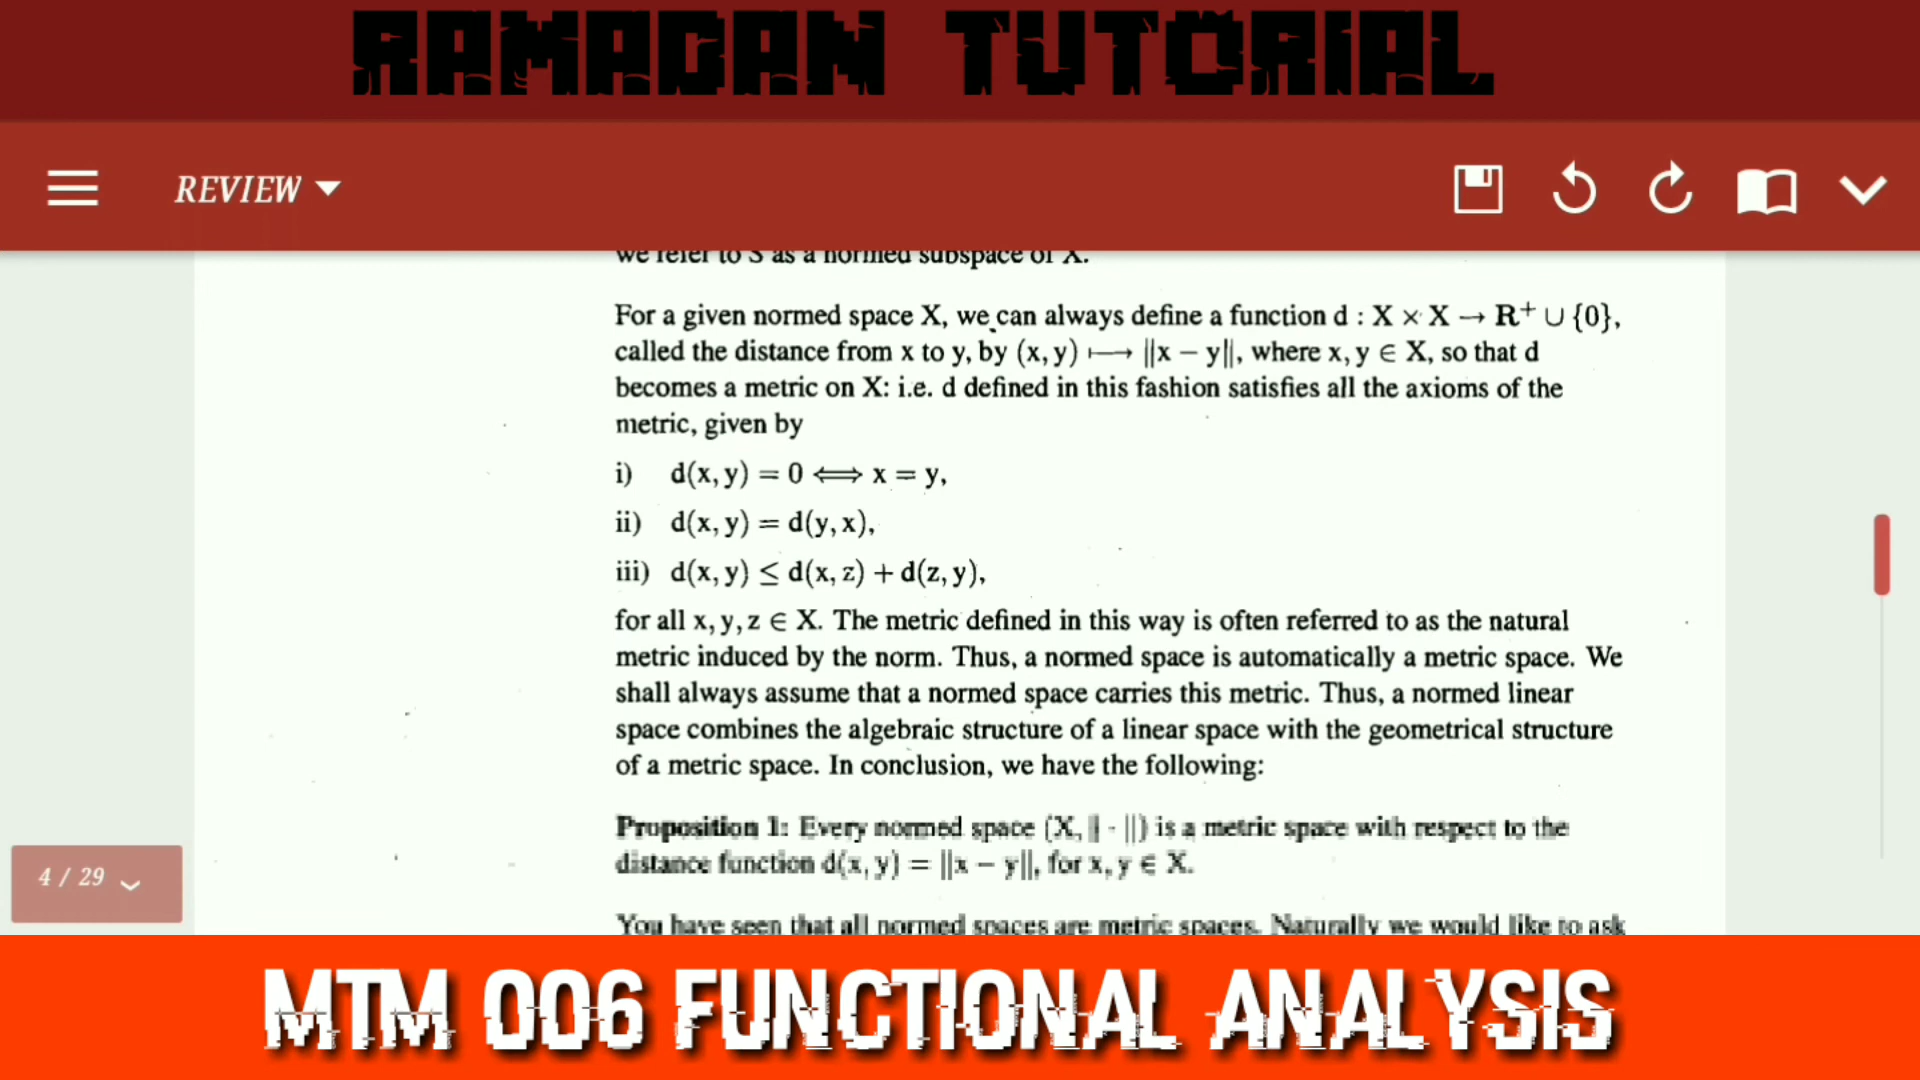 RAMADAN TUTORIAL
REVIEW
we refer to S as a normed subspace of X.
For a given normed space X, we can always define a function d : X × X → R⁺ ∪ {0},
called the distance from x to y, by (x, y) ⟼ ||x − y||, where x, y ∈ X, so that d
becomes a metric on X: i.e. d defined in this fashion satisfies all the axioms of the
metric, given by
i) d(x, y) = 0 ⟺ x = y,
ii) d(x, y) = d(y, x),
iii) d(x, y) ≤ d(x, z) + d(z, y),
for all x, y, z ∈ X. The metric defined in this way is often referred to as the natural
metric induced by the norm. Thus, a normed space is automatically a metric space. We
shall always assume that a normed space carries this metric. Thus, a normed linear
space combines the algebraic structure of a linear space with the geometrical structure
of a metric space. In conclusion, we have the following:
Proposition 1: Every normed space (X, || · ||) is a metric space with respect to the
distance function d(x, y) = ||x − y||, for x, y ∈ X.
4 / 29
You have seen that all normed spaces are metric spaces. Naturally we would like to ask
MTM 006 FUNCTIONAL ANALYSIS